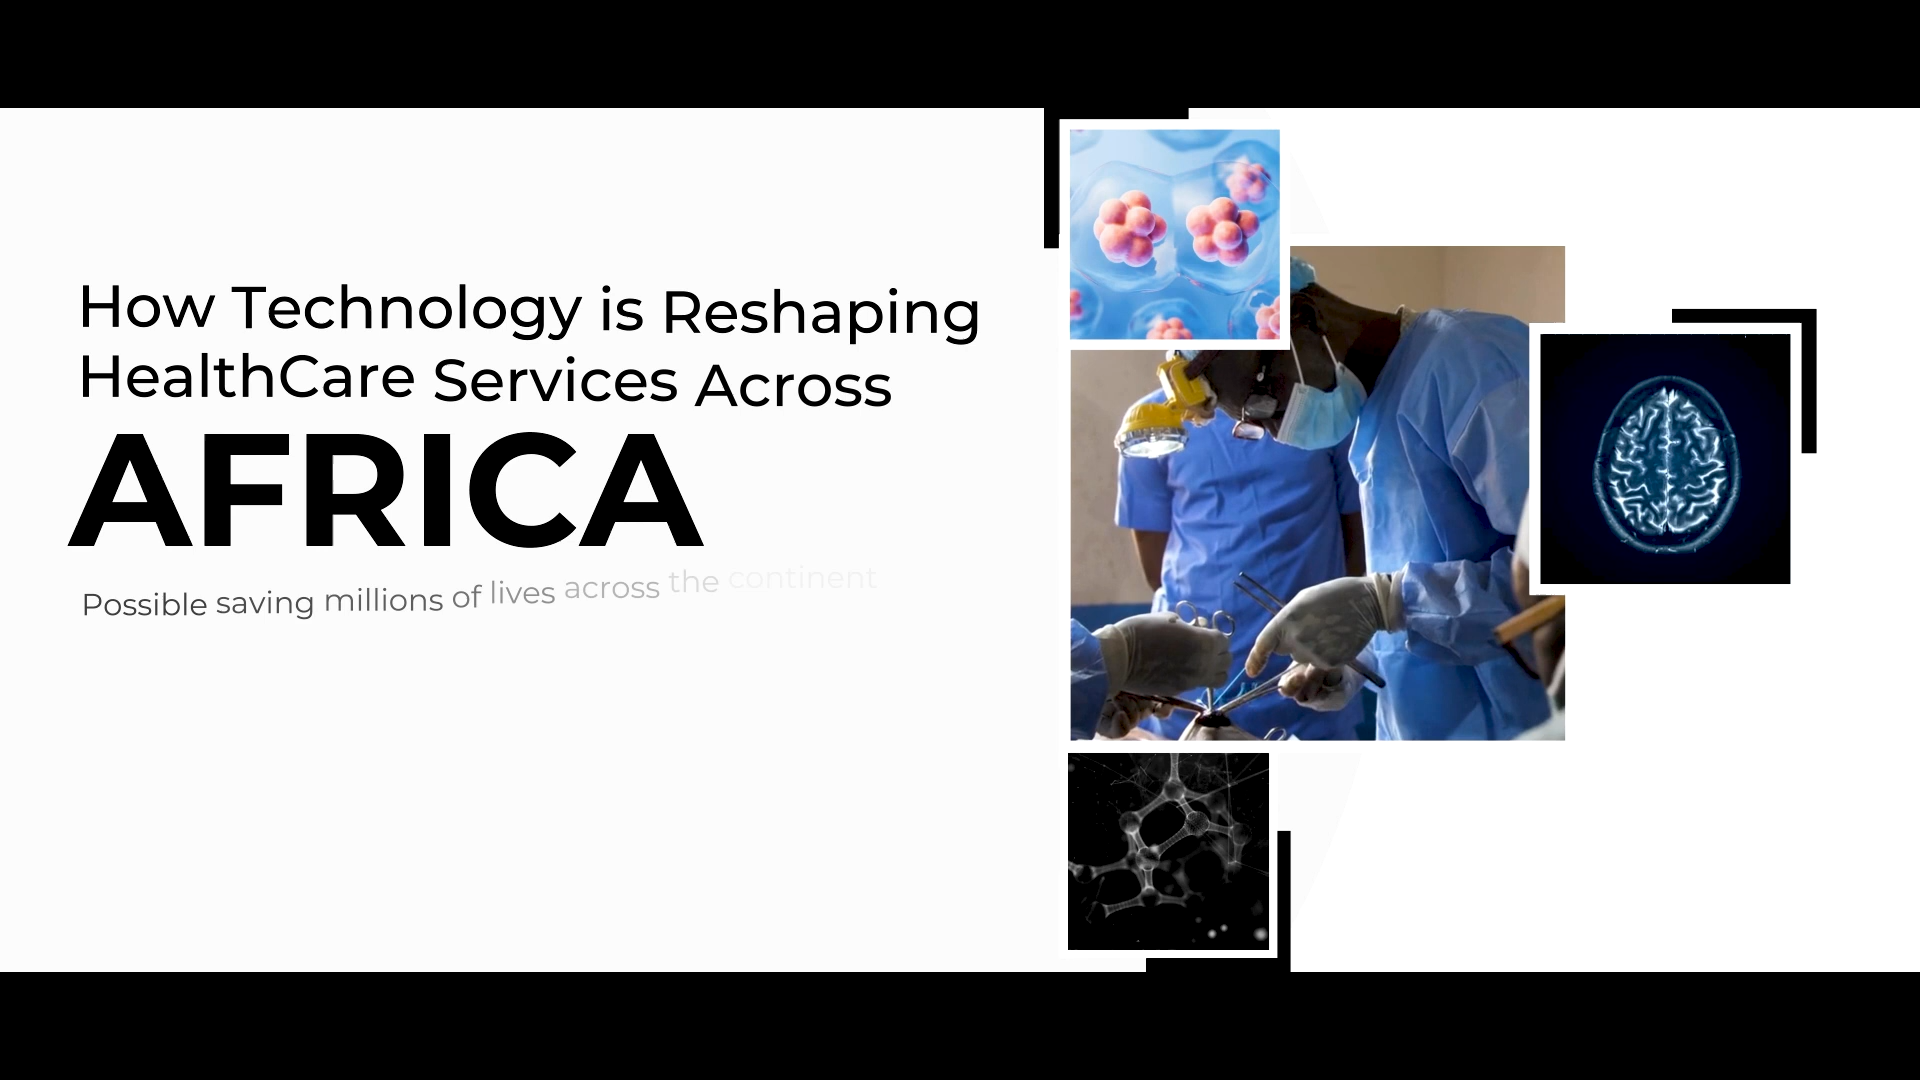 How Technology is Reshaping
HealthCare Services Across
AFRICA
Possible saving millions of lives across the continent